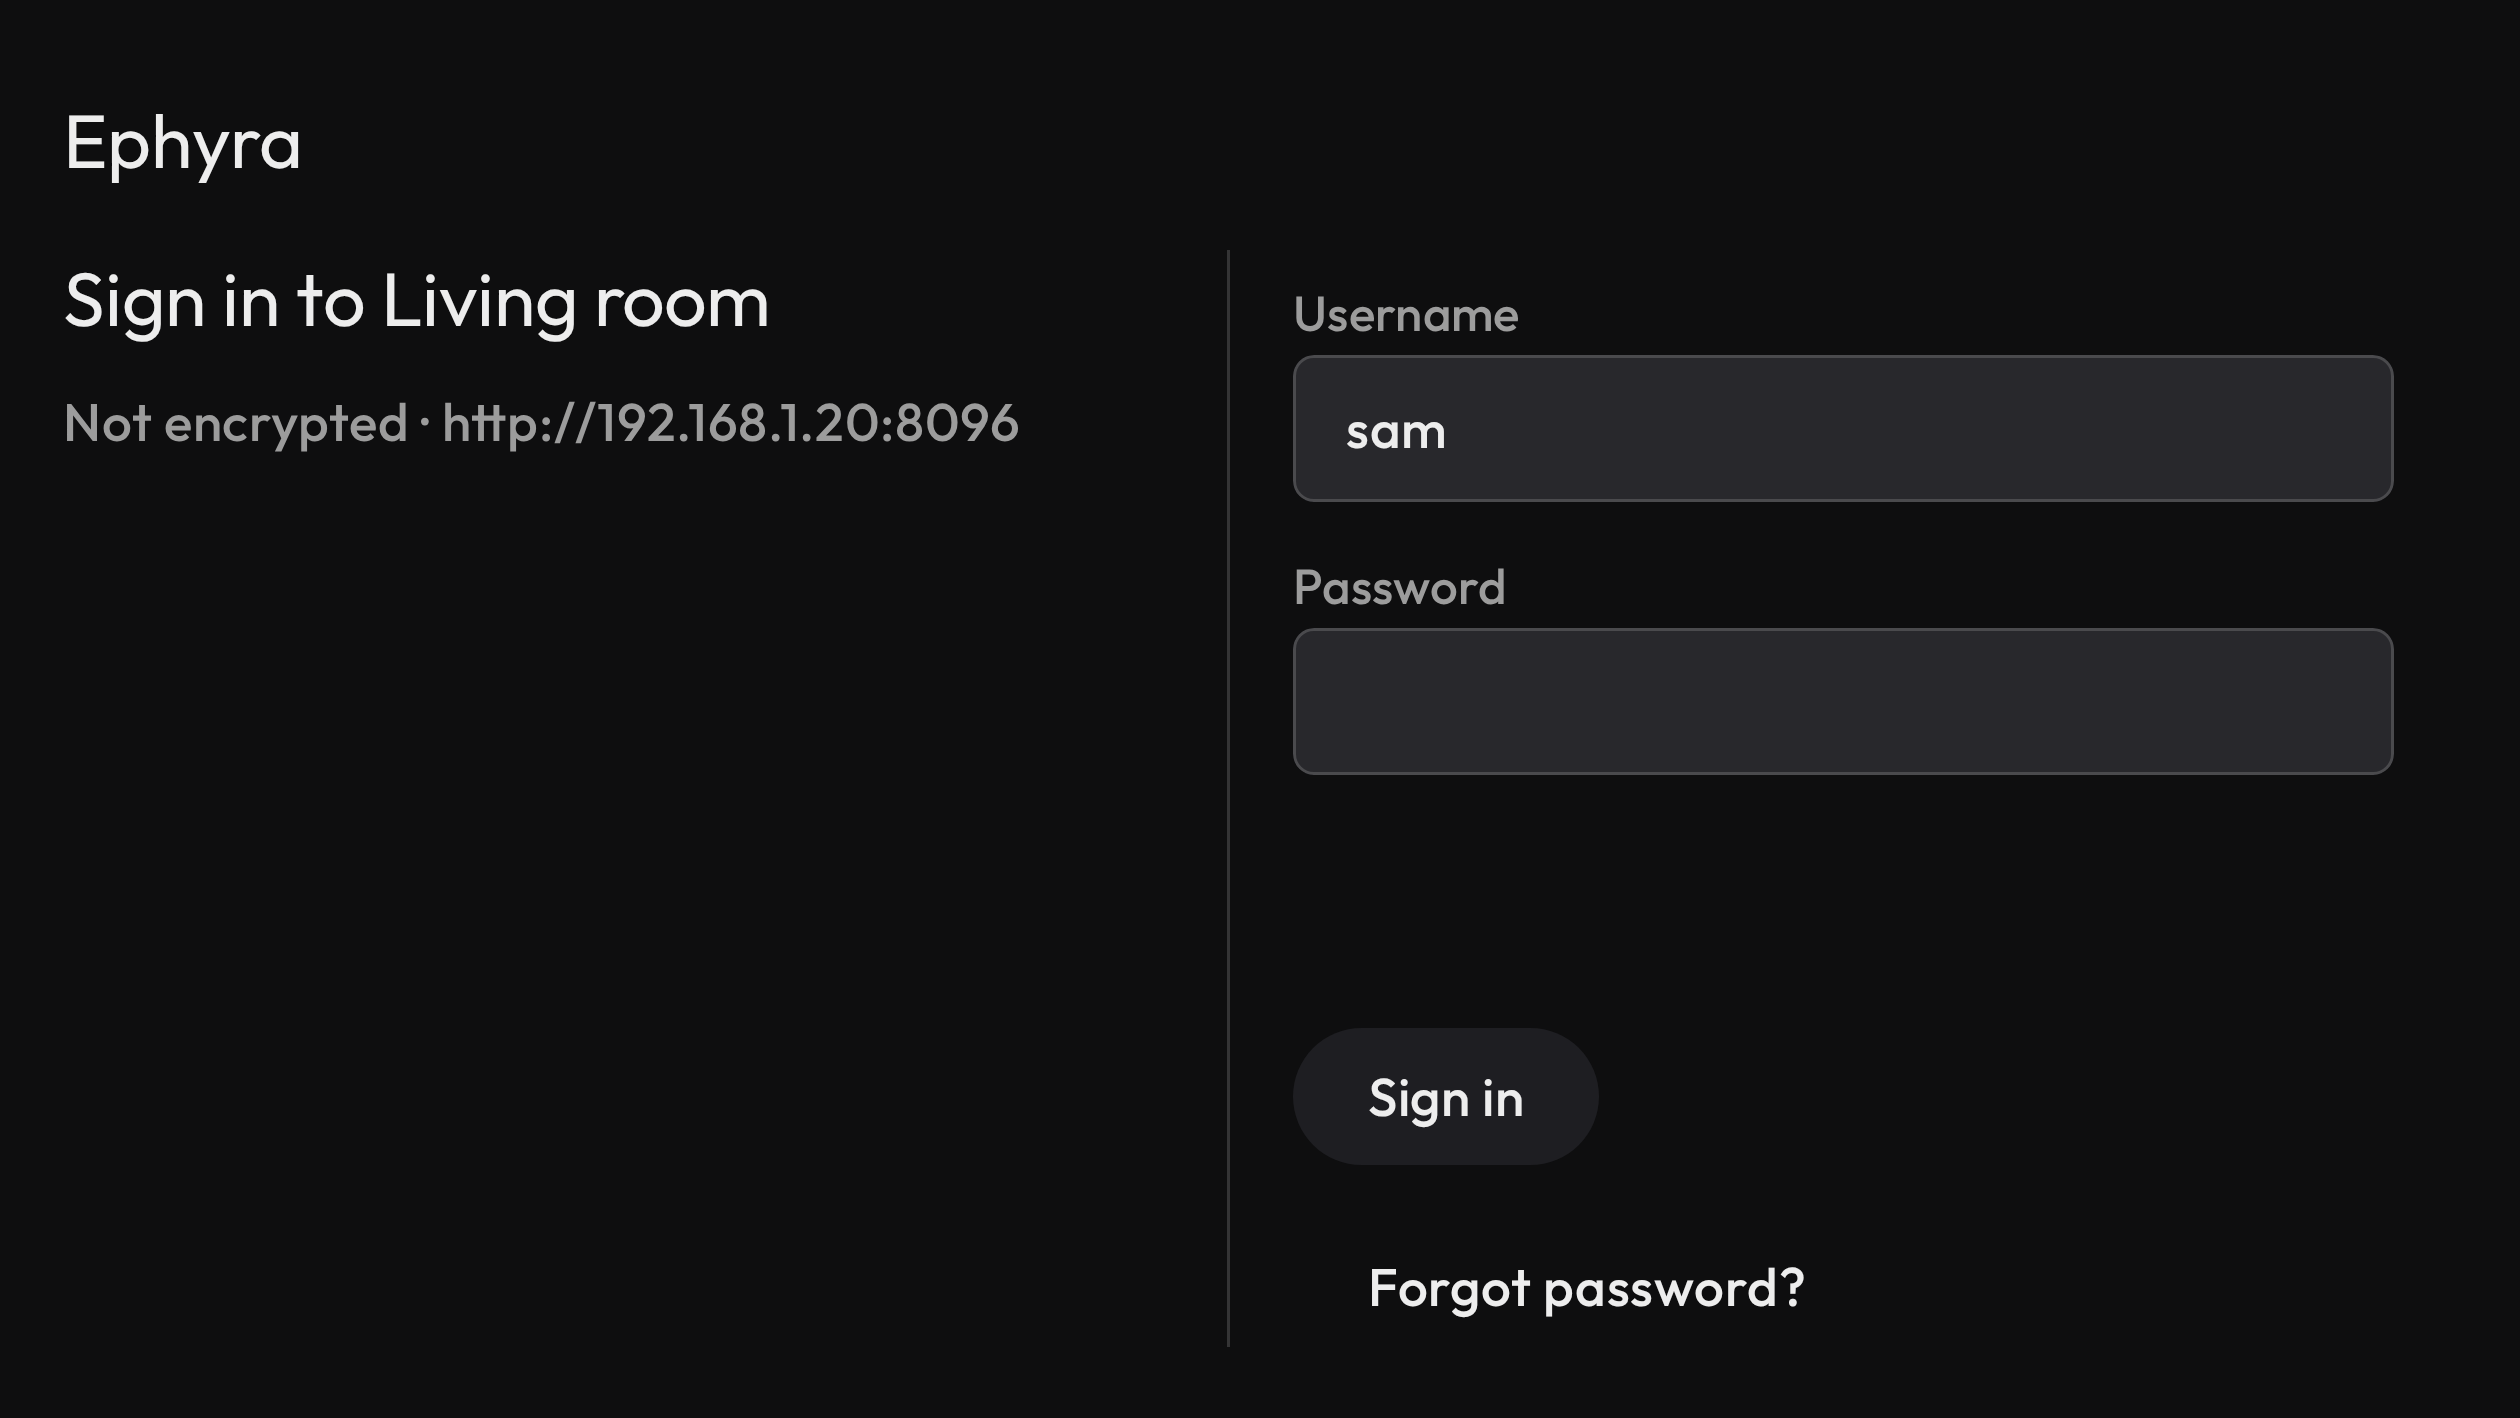 Ephyra
Sign in to Living room
Not encrypted · http://192.168.1.20:8096
Username
sam
Password
Sign in
Forgot password?